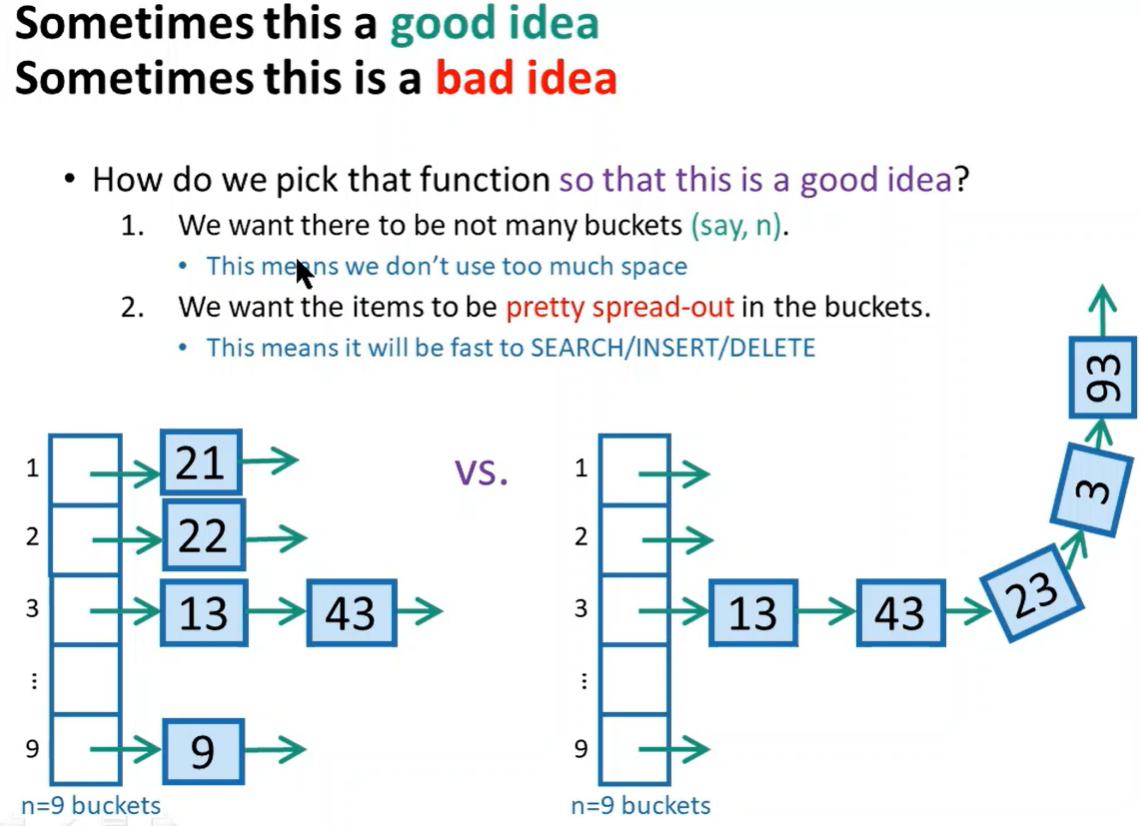 Sometimes this a good idea
Sometimes this is a bad idea
• How do we pick that function so that this is a good idea?
1. We want there to be not many buckets (say, n).
• This means we don't use too much space
2. We want the items to be pretty spread-out in the buckets.
• This means it will be fast to SEARCH/INSERT/DELETE
1
21
2
22
3
13
43
⋮
9
9
n=9 buckets
vs.
1
2
3
13
43
23
3
93
⋮
9
n=9 buckets